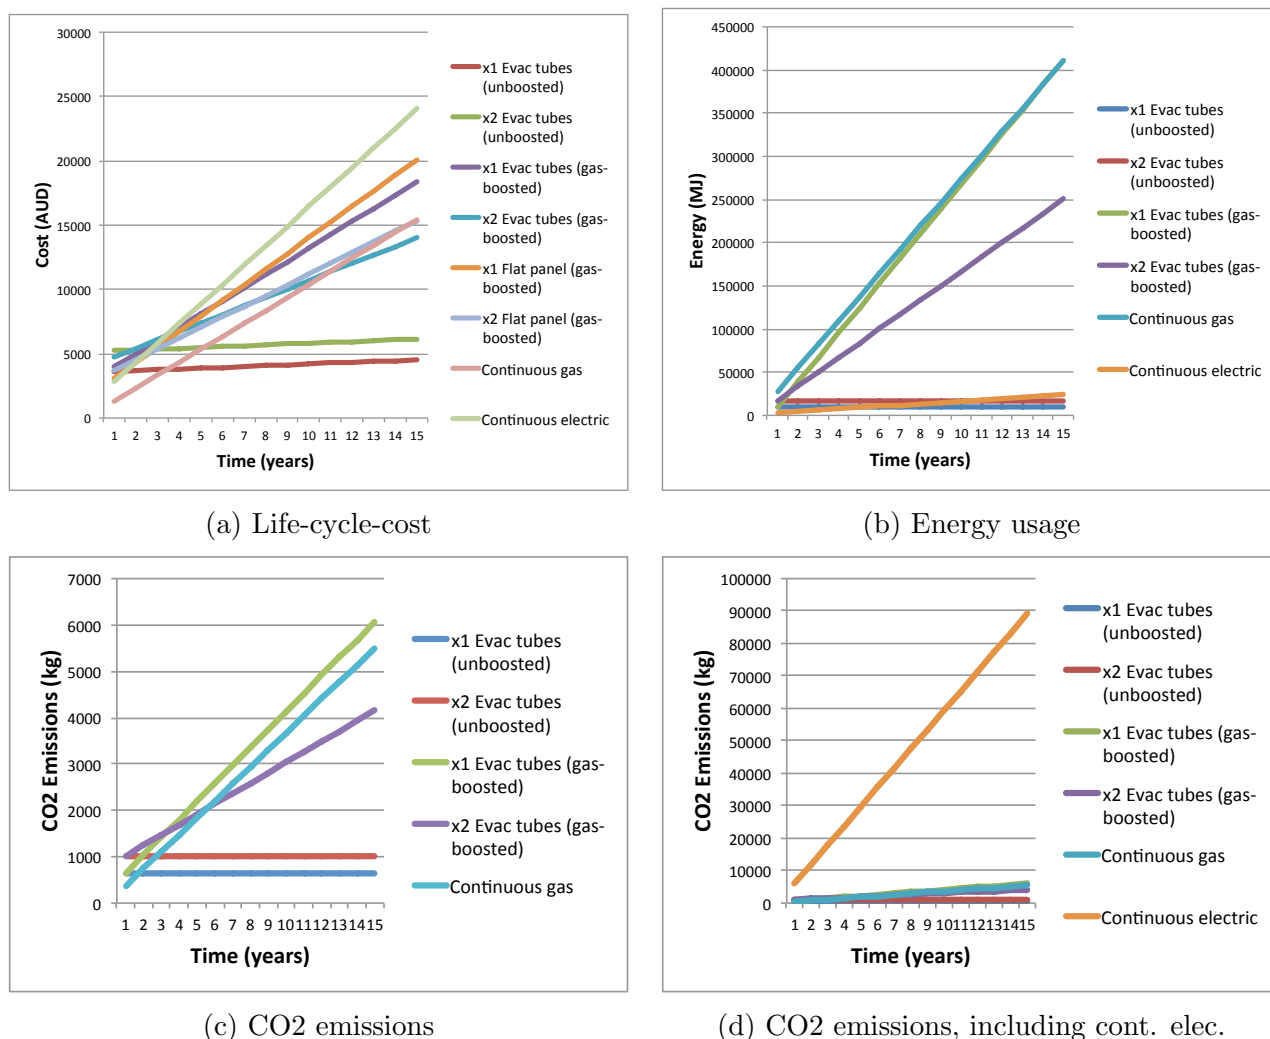 30000
25000
20000
15000
10000
5000
0
Cost (AUD)
1 2 3 4 5 6 7 8 9 10 11 12 13 14 15
Time (years)
x1 Evac tubes
(unboosted)
x2 Evac tubes
(unboosted)
x1 Evac tubes (gas-
boosted)
x2 Evac tubes (gas-
boosted)
x1 Flat panel (gas-
boosted)
x2 Flat panel (gas-
boosted)
Continuous gas
Continuous electric
(a) Life-cycle-cost
450000
400000
350000
300000
250000
200000
150000
100000
50000
0
Energy (MJ)
1 2 3 4 5 6 7 8 9 10 11 12 13 14 15
Time (years)
x1 Evac tubes
(unboosted)
x2 Evac tubes
(unboosted)
x1 Evac tubes (gas-
boosted)
x2 Evac tubes (gas-
boosted)
Continuous gas
Continuous electric
(b) Energy usage
7000
6000
5000
4000
3000
2000
1000
0
CO2 Emissions (kg)
1 2 3 4 5 6 7 8 9 10 11 12 13 14 15
Time (years)
x1 Evac tubes
(unboosted)
x2 Evac tubes
(unboosted)
x1 Evac tubes (gas-
boosted)
x2 Evac tubes (gas-
boosted)
Continuous gas
(c) CO2 emissions
100000
90000
80000
70000
60000
50000
40000
30000
20000
10000
0
CO2 Emissions (kg)
1 2 3 4 5 6 7 8 9 10 11 12 13 14 15
Time (years)
x1 Evac tubes
(unboosted)
x2 Evac tubes
(unboosted)
x1 Evac tubes (gas-
boosted)
x2 Evac tubes (gas-
boosted)
Continuous gas
Continuous electric
(d) CO2 emissions, including cont. elec.